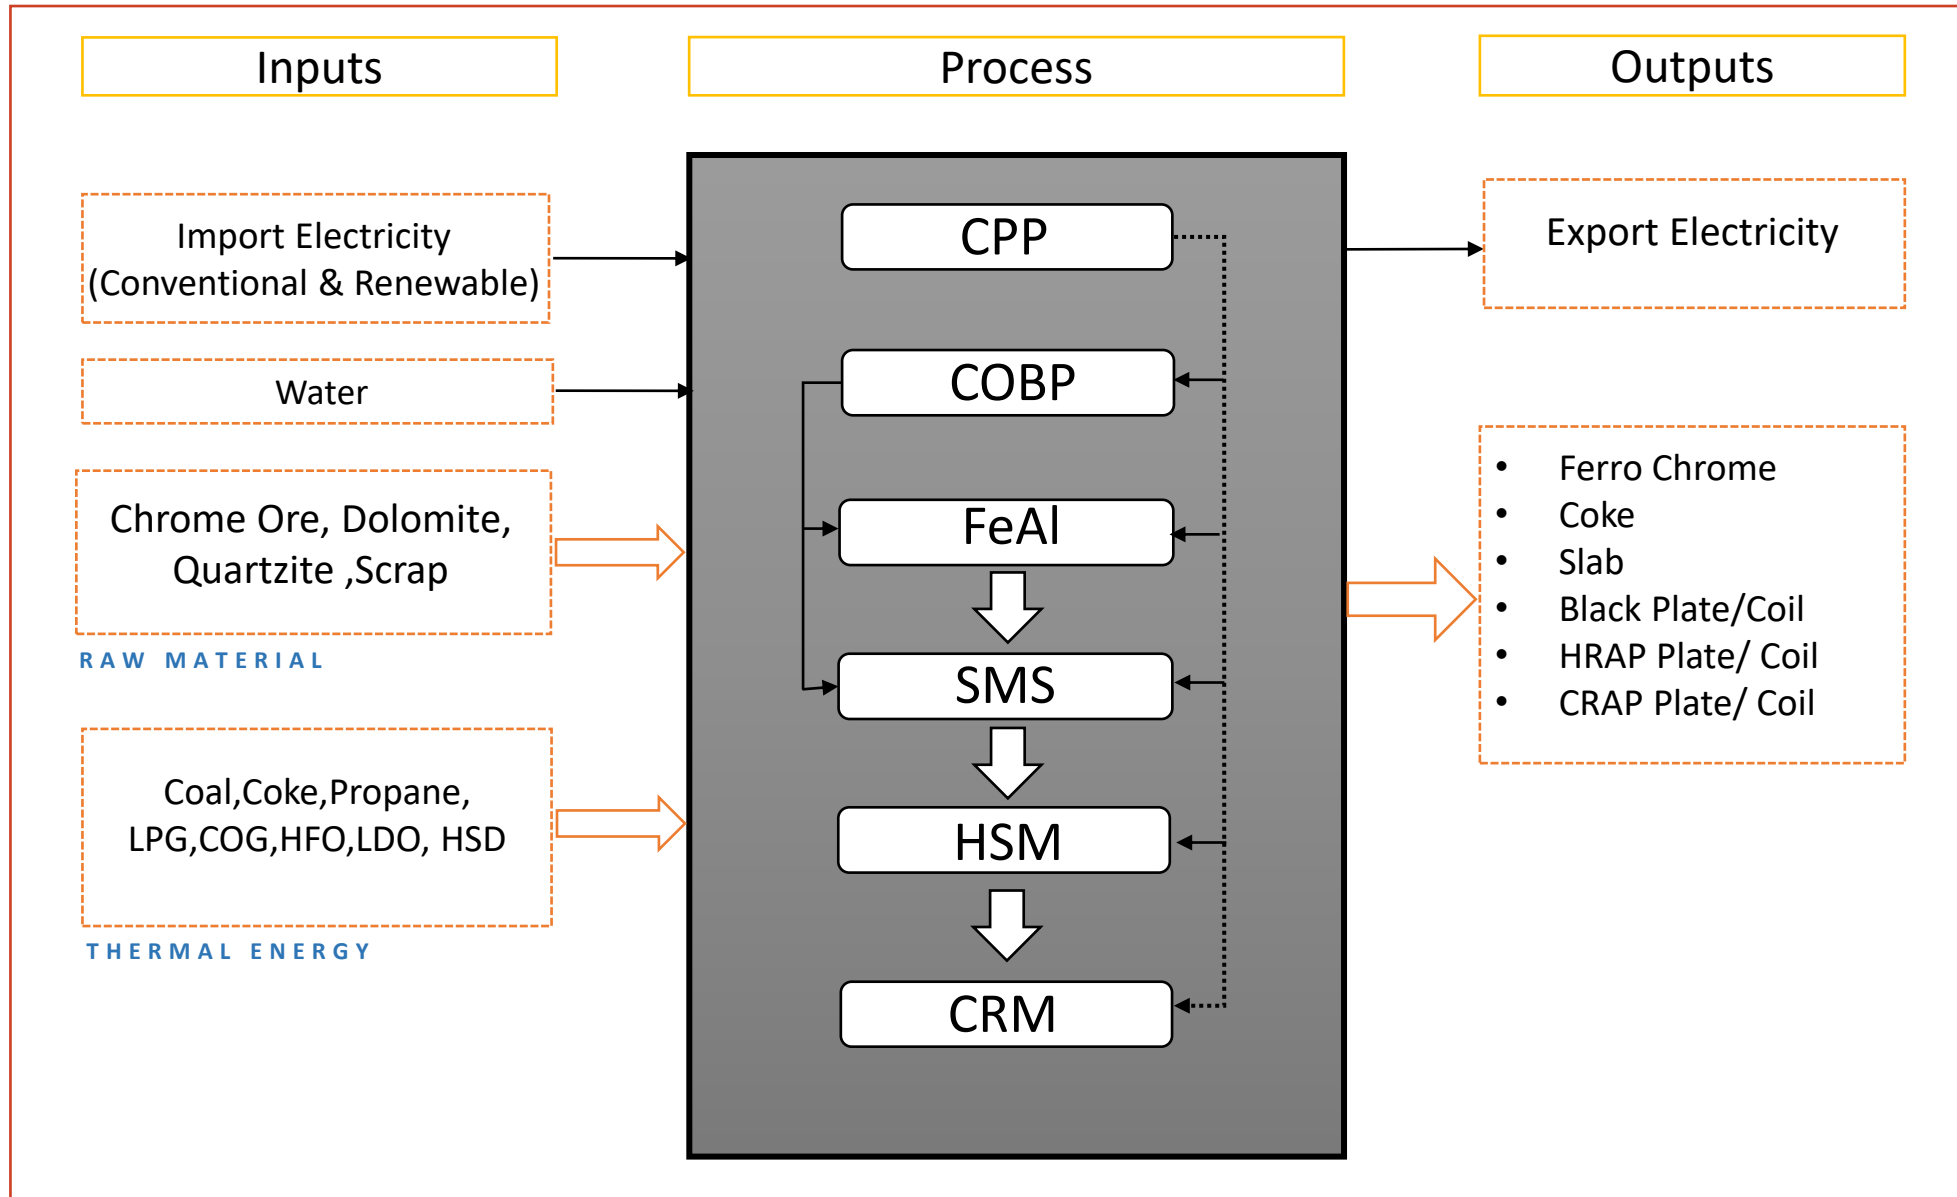 Inputs
Process
Outputs
Import Electricity
(Conventional & Renewable)
Water
Chrome Ore, Dolomite,
Quartzite ,Scrap
RAW MATERIAL
Coal,Coke,Propane,
LPG,COG,HFO,LDO, HSD
THERMAL ENERGY
CPP
COBP
FeAl
SMS
HSM
CRM
Export Electricity
• Ferro Chrome
• Coke
• Slab
• Black Plate/Coil
• HRAP Plate/ Coil
• CRAP Plate/ Coil